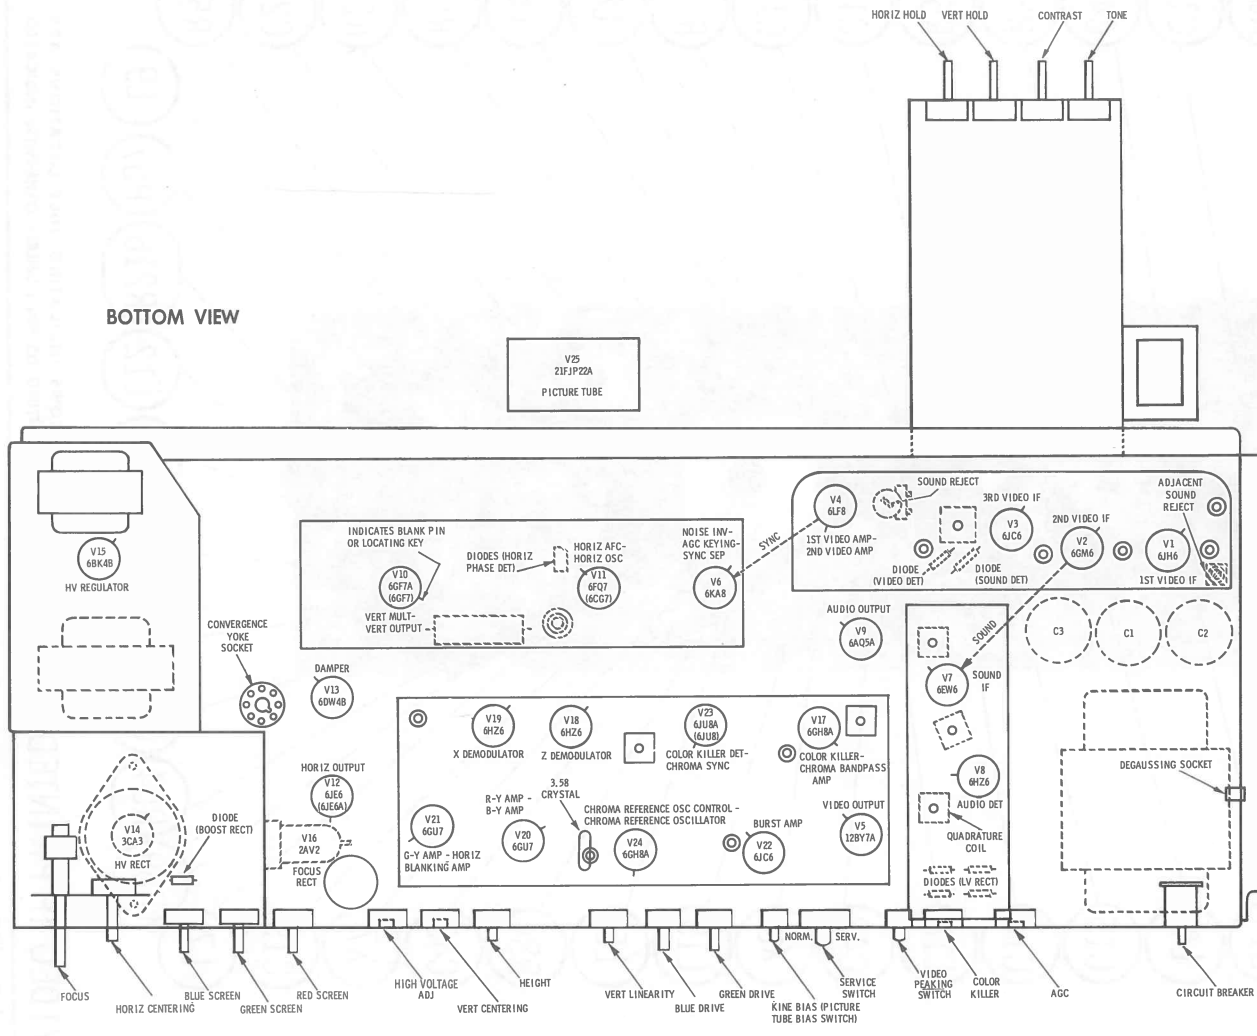 HORIZ HOLD
VERT HOLD
CONTRAST
TONE
BOTTOM VIEW
V25
21FJP22A
PICTURE TUBE
V15
6BK4B
HV REGULATOR
CONVERGENCE
YOKE
SOCKET
INDICATES BLANK PIN
OR LOCATING KEY
V10
6GF7A
(6GF7)
VERT MULT-
VERT OUTPUT
DIODES (HORIZ
PHASE DET)
HORIZ AFC-
HORIZ OSC
V11
6FQ7
(6CG7)
NOISE INV-
AGC KEYING-
SYNC SEP
V6
6KA8
SYNC
V4
6LF8
1ST VIDEO AMP-
2ND VIDEO AMP
SOUND REJECT
DIODE
(VIDEO DET)
DIODE
(SOUND DET)
3RD VIDEO IF
V3
6JC6
2ND VIDEO IF
V2
6GM6
ADJACENT
SOUND
REJECT
V1
6JH6
1ST VIDEO IF
AUDIO OUTPUT
V9
6AQ5A
SOUND
V7
6EW6
SOUND
IF
C3
C1
C2
DAMPER
V13
6DW4B
V19
6HZ6
X DEMODULATOR
V18
6HZ6
Z DEMODULATOR
V23
6JU8A
(6JU8)
COLOR KILLER DET-
CHROMA SYNC
V17
6GH8A
COLOR KILLER-
CHROMA BANDPASS
AMP
HORIZ OUTPUT
V12
6JE6
(6JE6A)
V8
6HZ6
AUDIO DET
DEGAUSSING SOCKET
V14
3CA3
HV RECT
DIODE
(BOOST RECT)
V16
2AV2
FOCUS
RECT
V21
6GU7
G-Y AMP - HORIZ
BLANKING AMP
R-Y AMP -
B-Y AMP
V20
6GU7
3.58
CRYSTAL
CHROMA REFERENCE OSC CONTROL -
CHROMA REFERENCE OSCILLATOR
V24
6GH8A
BURST AMP
V22
6JC6
VIDEO OUTPUT
V5
12BY7A
QUADRATURE
COIL
DIODES (LV RECT)
NORM.
SERV.
FOCUS
HORIZ CENTERING
BLUE SCREEN
GREEN SCREEN
RED SCREEN
HIGH VOLTAGE
ADJ
VERT CENTERING
HEIGHT
VERT LINEARITY
BLUE DRIVE
GREEN DRIVE
KINE BIAS (PICTURE
TUBE BIAS SWITCH)
SERVICE
SWITCH
VIDEO
PEAKING
SWITCH
COLOR
KILLER
AGC
CIRCUIT BREAKER